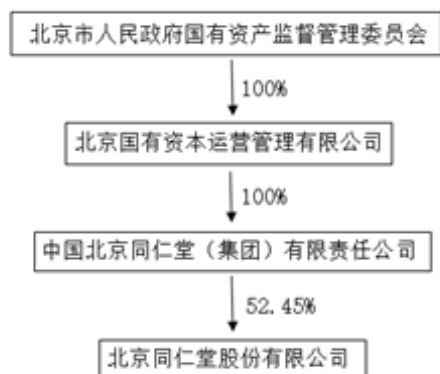 北京市人民政府国有资产监督管理委员会
100%
北京国有资本运营管理有限公司
100%
中国北京同仁堂（集团）有限责任公司
52.45%
北京同仁堂股份有限公司